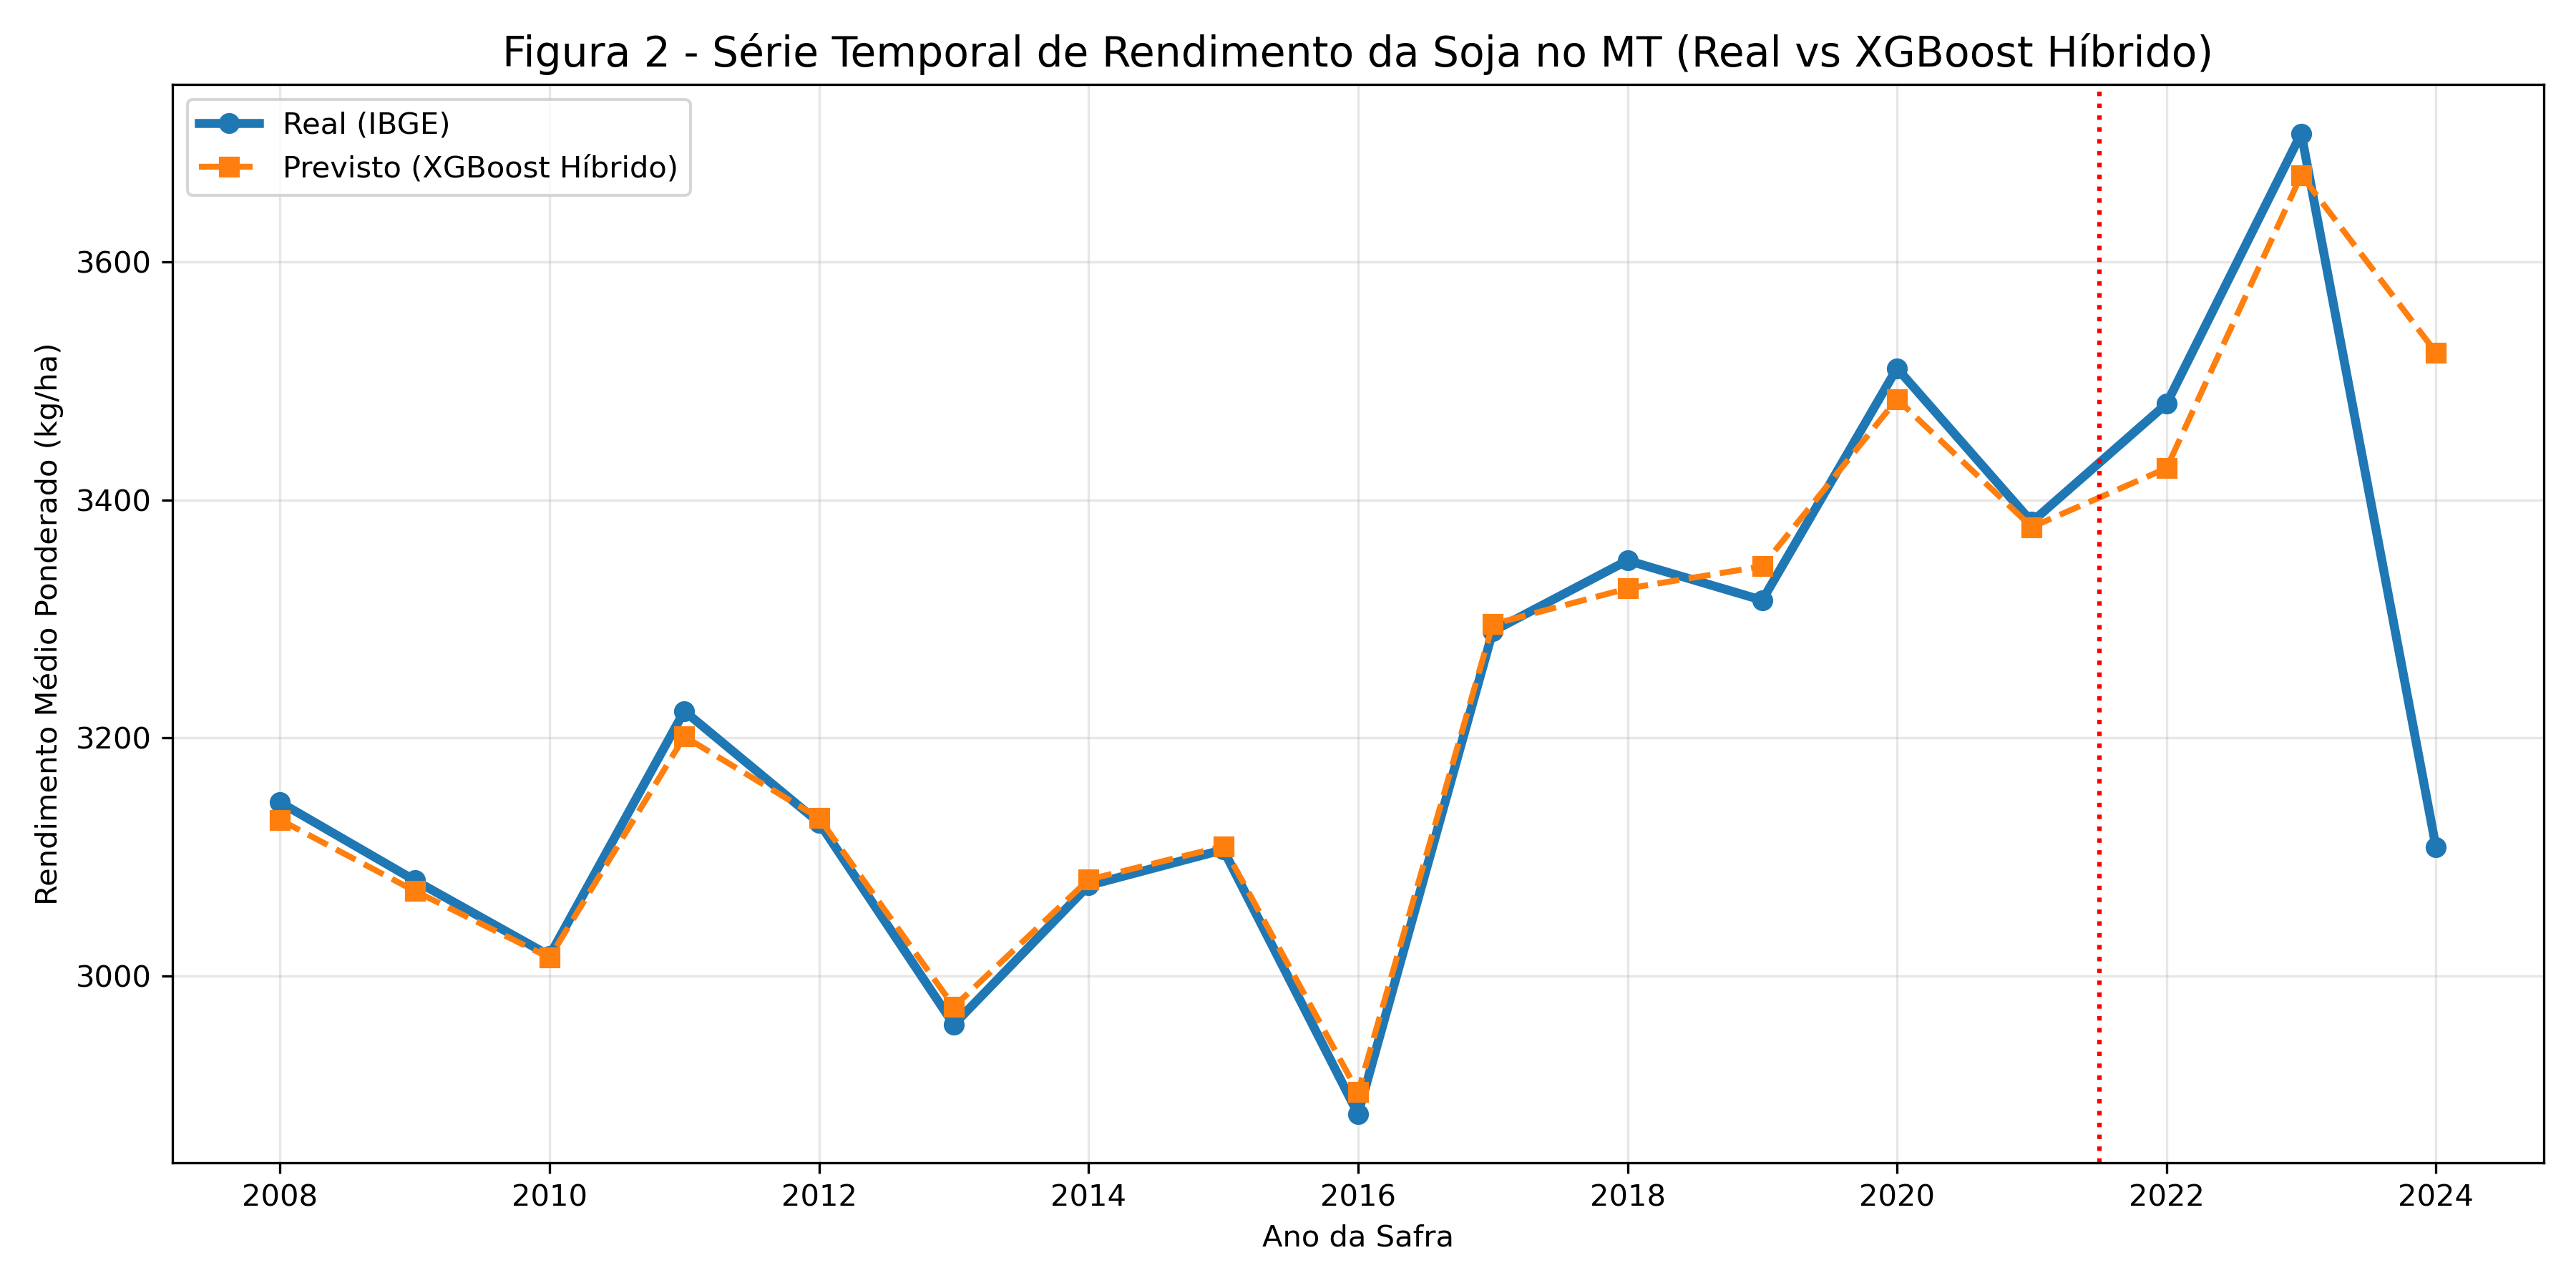 Figura 2 - Série Temporal de Rendimento da Soja no MT (Real vs XGBoost Híbrido)
Real (IBGE)
Previsto (XGBoost Híbrido)
Rendimento Médio Ponderado (kg/ha)
3600
3400
3200
3000
2008 2010 2012 2014 2016 2018 2020 2022 2024
Ano da Safra